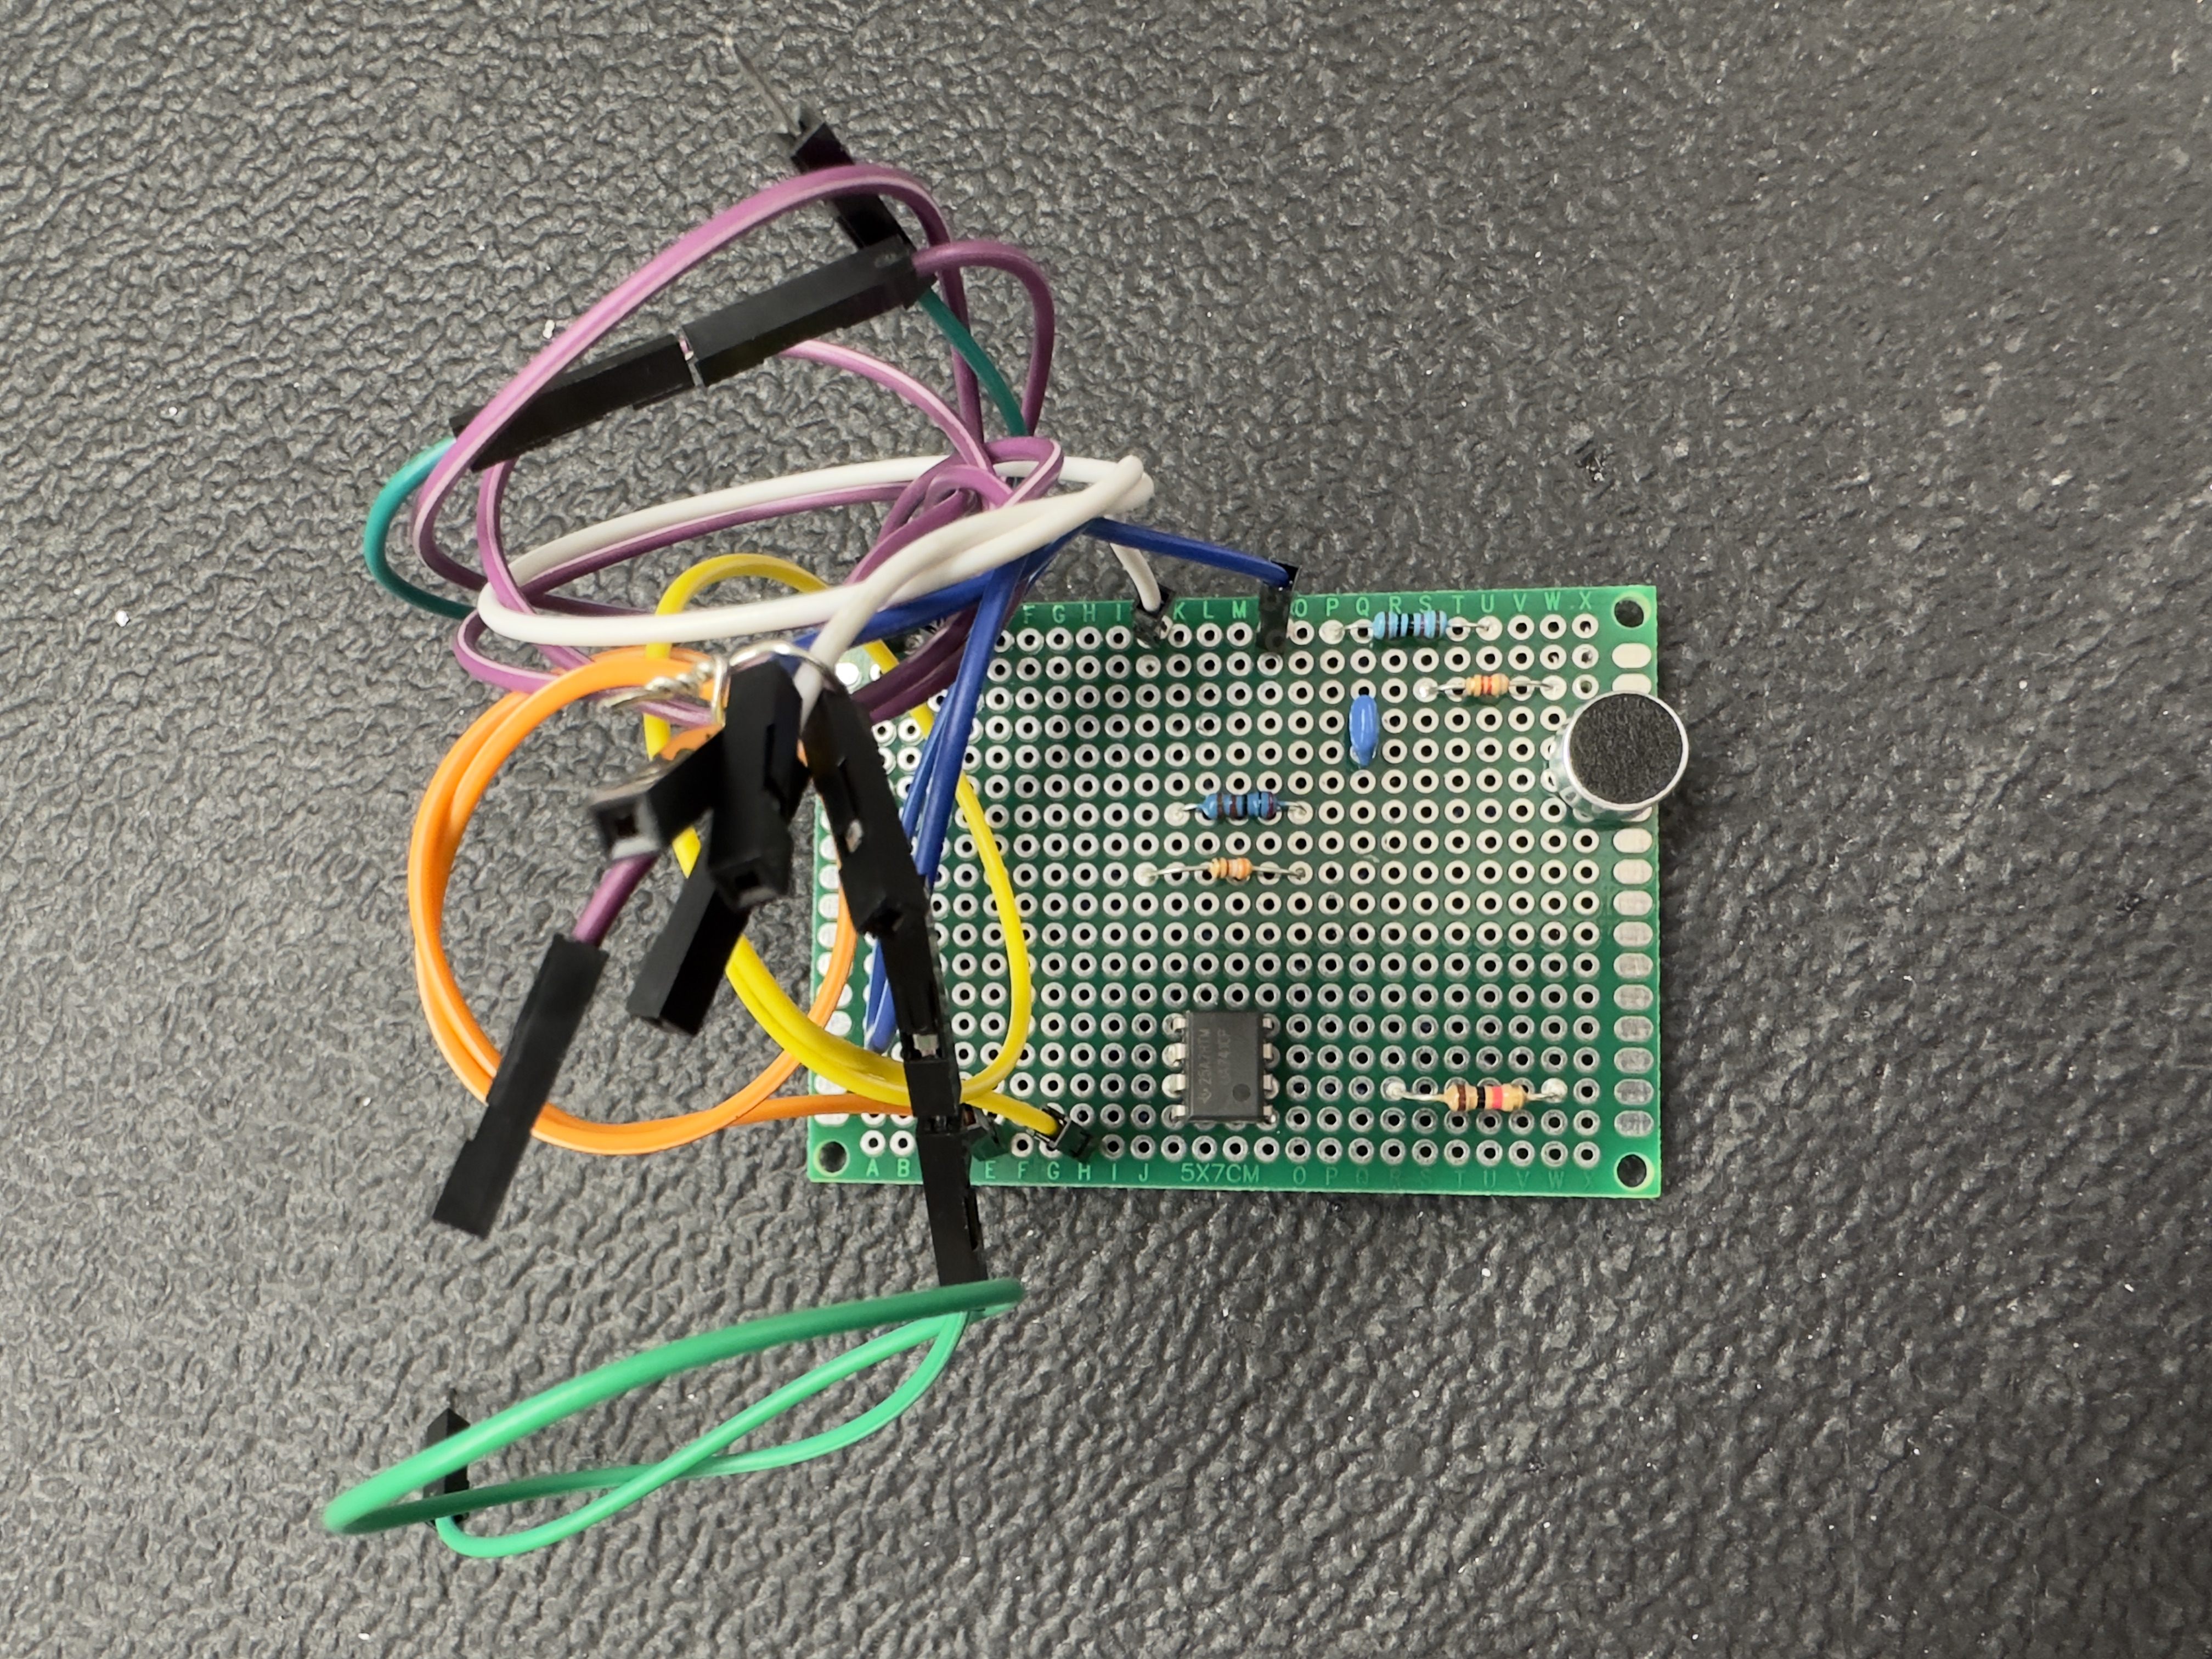 F G H I K L M O P Q R S T U V W X
A B E F G H I J 5X7CM O P Q R S T U V W X